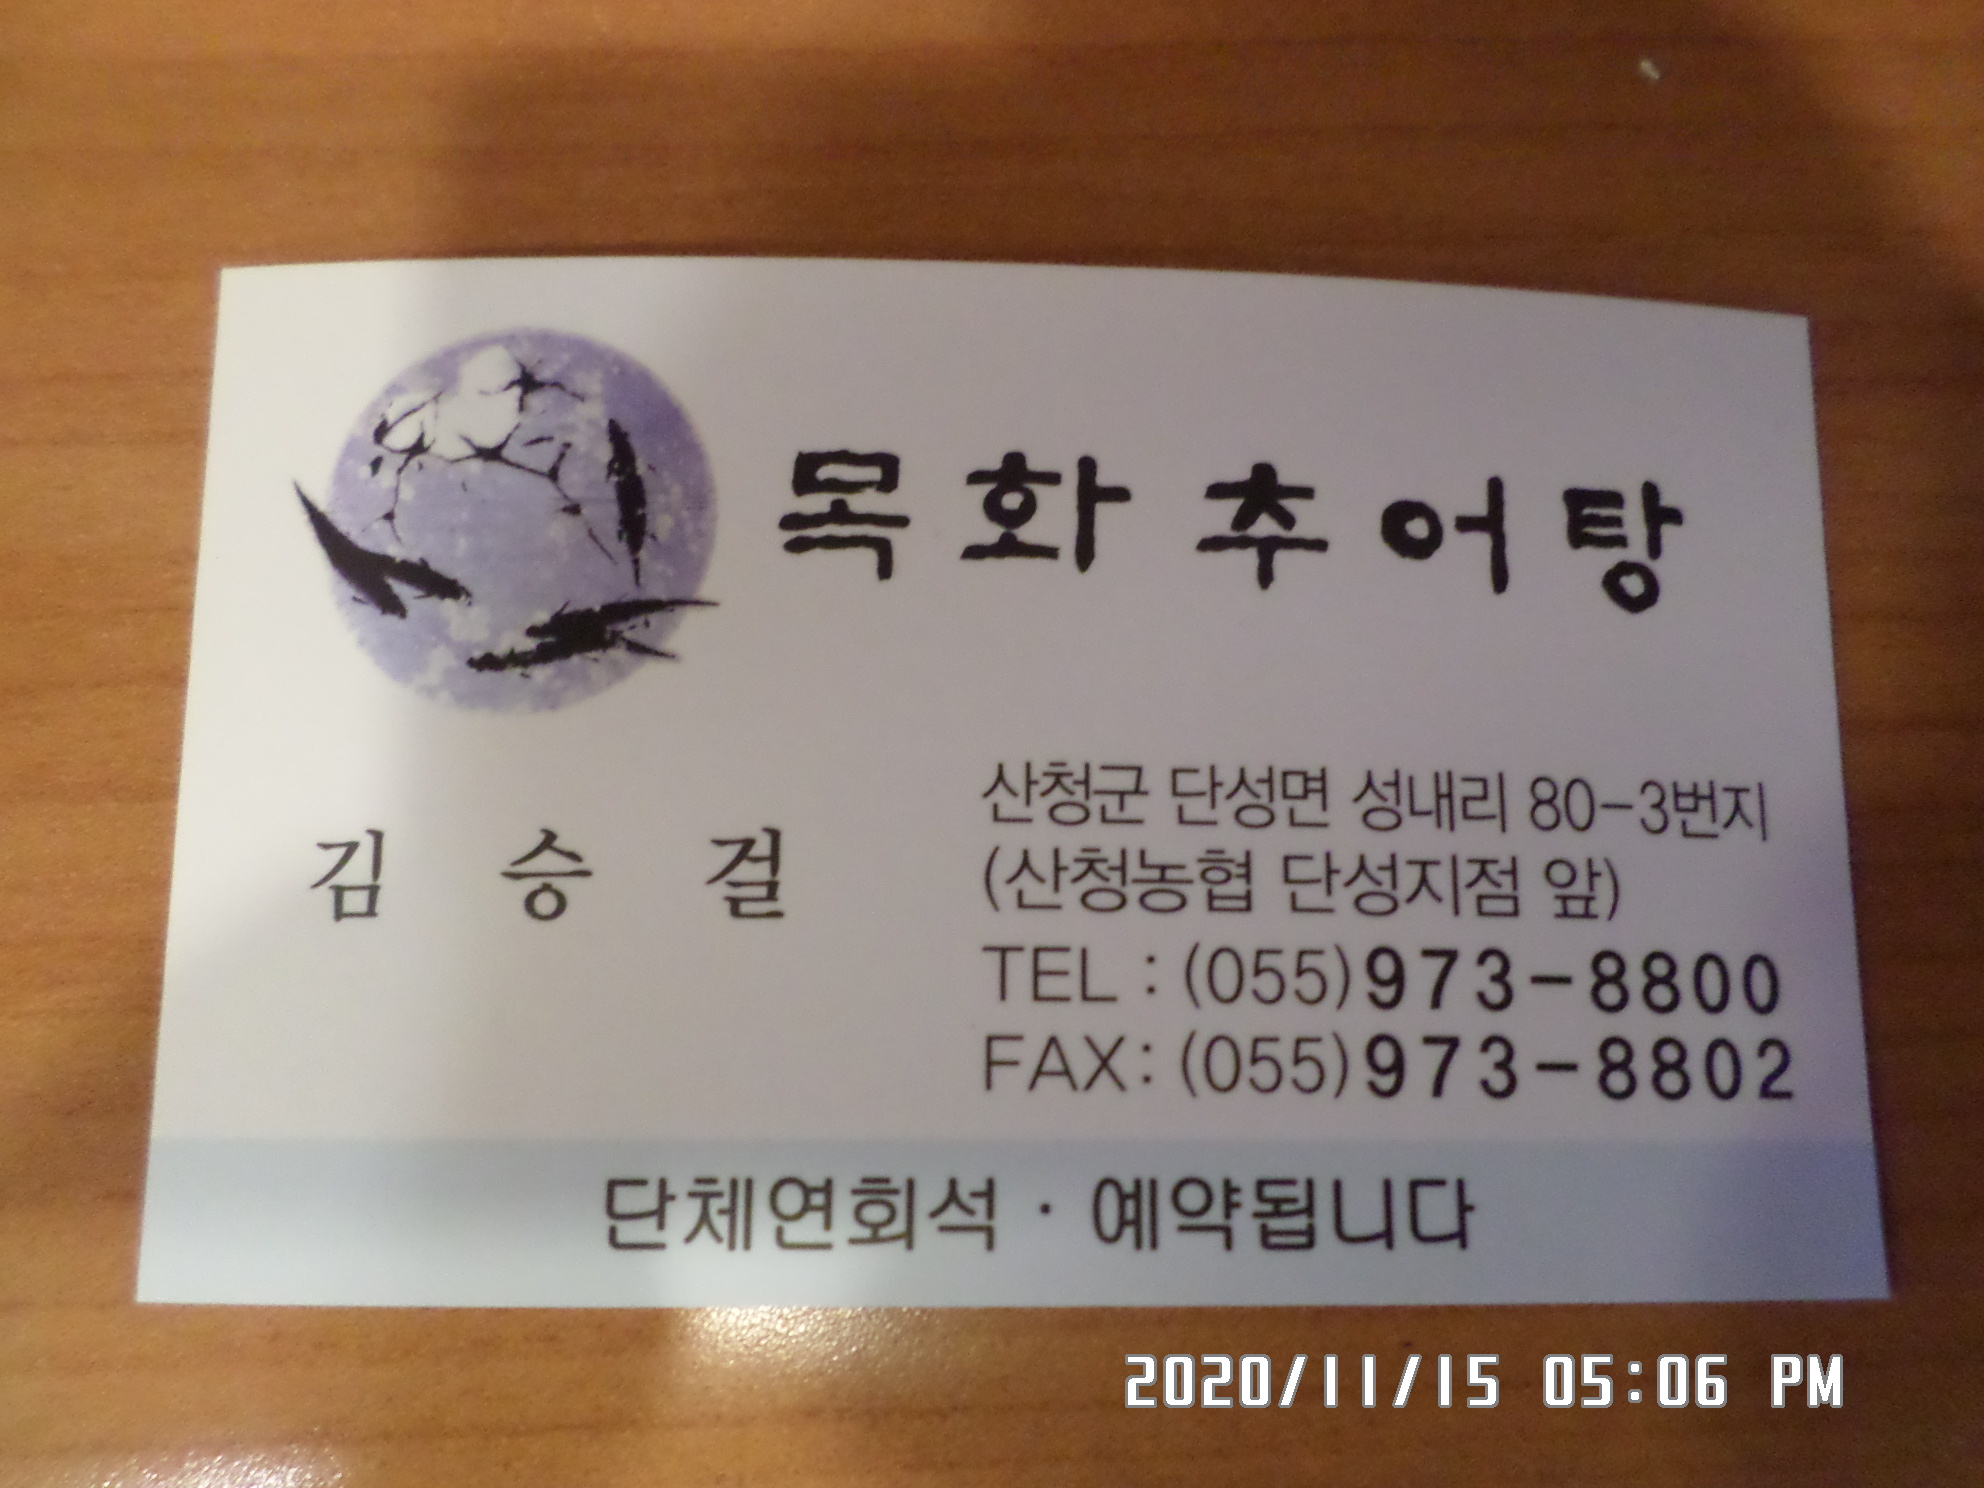 목화추어탕
김승걸
산청군 단성면 성내리 80-3번지
(산청농협 단성지점 앞)
TEL : (055)973-8800
FAX : (055)973-8802
단체연회석 · 예약됩니다
2020/11/15 05:06 PM